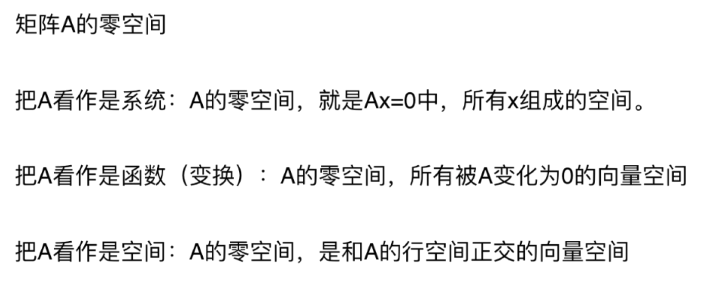 矩阵A的零空间
把A看作是系统：A的零空间，就是Ax=0中，所有x组成的空间。
把A看作是函数（变换）：A的零空间，所有被A变化为0的向量空间
把A看作是空间：A的零空间，是和A的行空间正交的向量空间